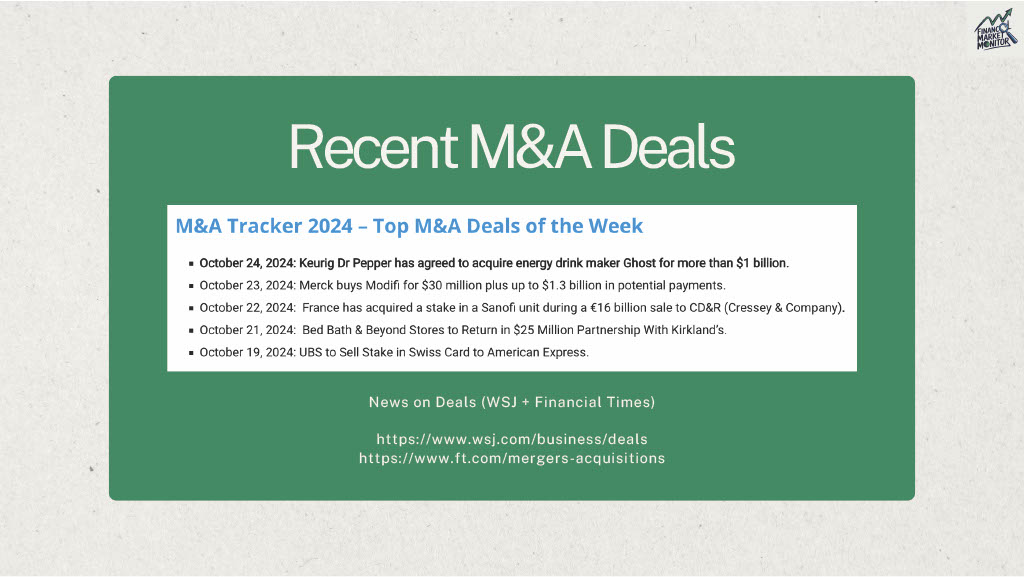 FINANCE
MARKET
MONITOR
Recent M&A Deals
M&A Tracker 2024 – Top M&A Deals of the Week
▪ October 24, 2024: Keurig Dr Pepper has agreed to acquire energy drink maker Ghost for more than $1 billion.
▪ October 23, 2024: Merck buys Modifi for $30 million plus up to $1.3 billion in potential payments.
▪ October 22, 2024:  France has acquired a stake in a Sanofi unit during a €16 billion sale to CD&R (Cressey & Company).
▪ October 21, 2024:  Bed Bath & Beyond Stores to Return in $25 Million Partnership With Kirkland's.
▪ October 19, 2024: UBS to Sell Stake in Swiss Card to American Express.
News on Deals (WSJ + Financial Times)
https://www.wsj.com/business/deals
https://www.ft.com/mergers-acquisitions